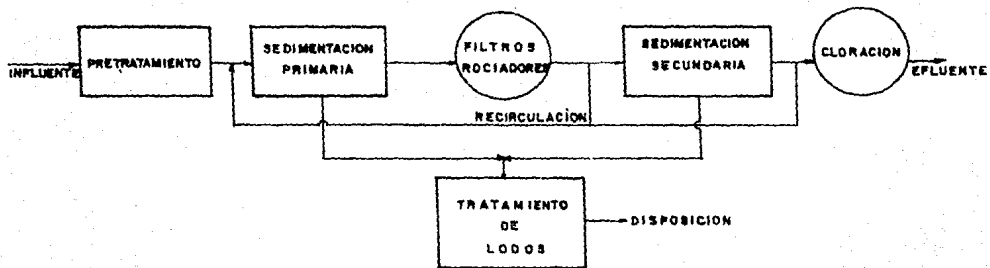 INFLUENTE
PRETRATAMIENTO
SEDIMENTACION
PRIMARIA
FILTROS
ROCIADORES
SEDIMENTACION
SECUNDARIA
CLORACION
EFLUENTE
RECIRCULACION
TRATAMIENTO
DE
LODOS
DISPOSICION